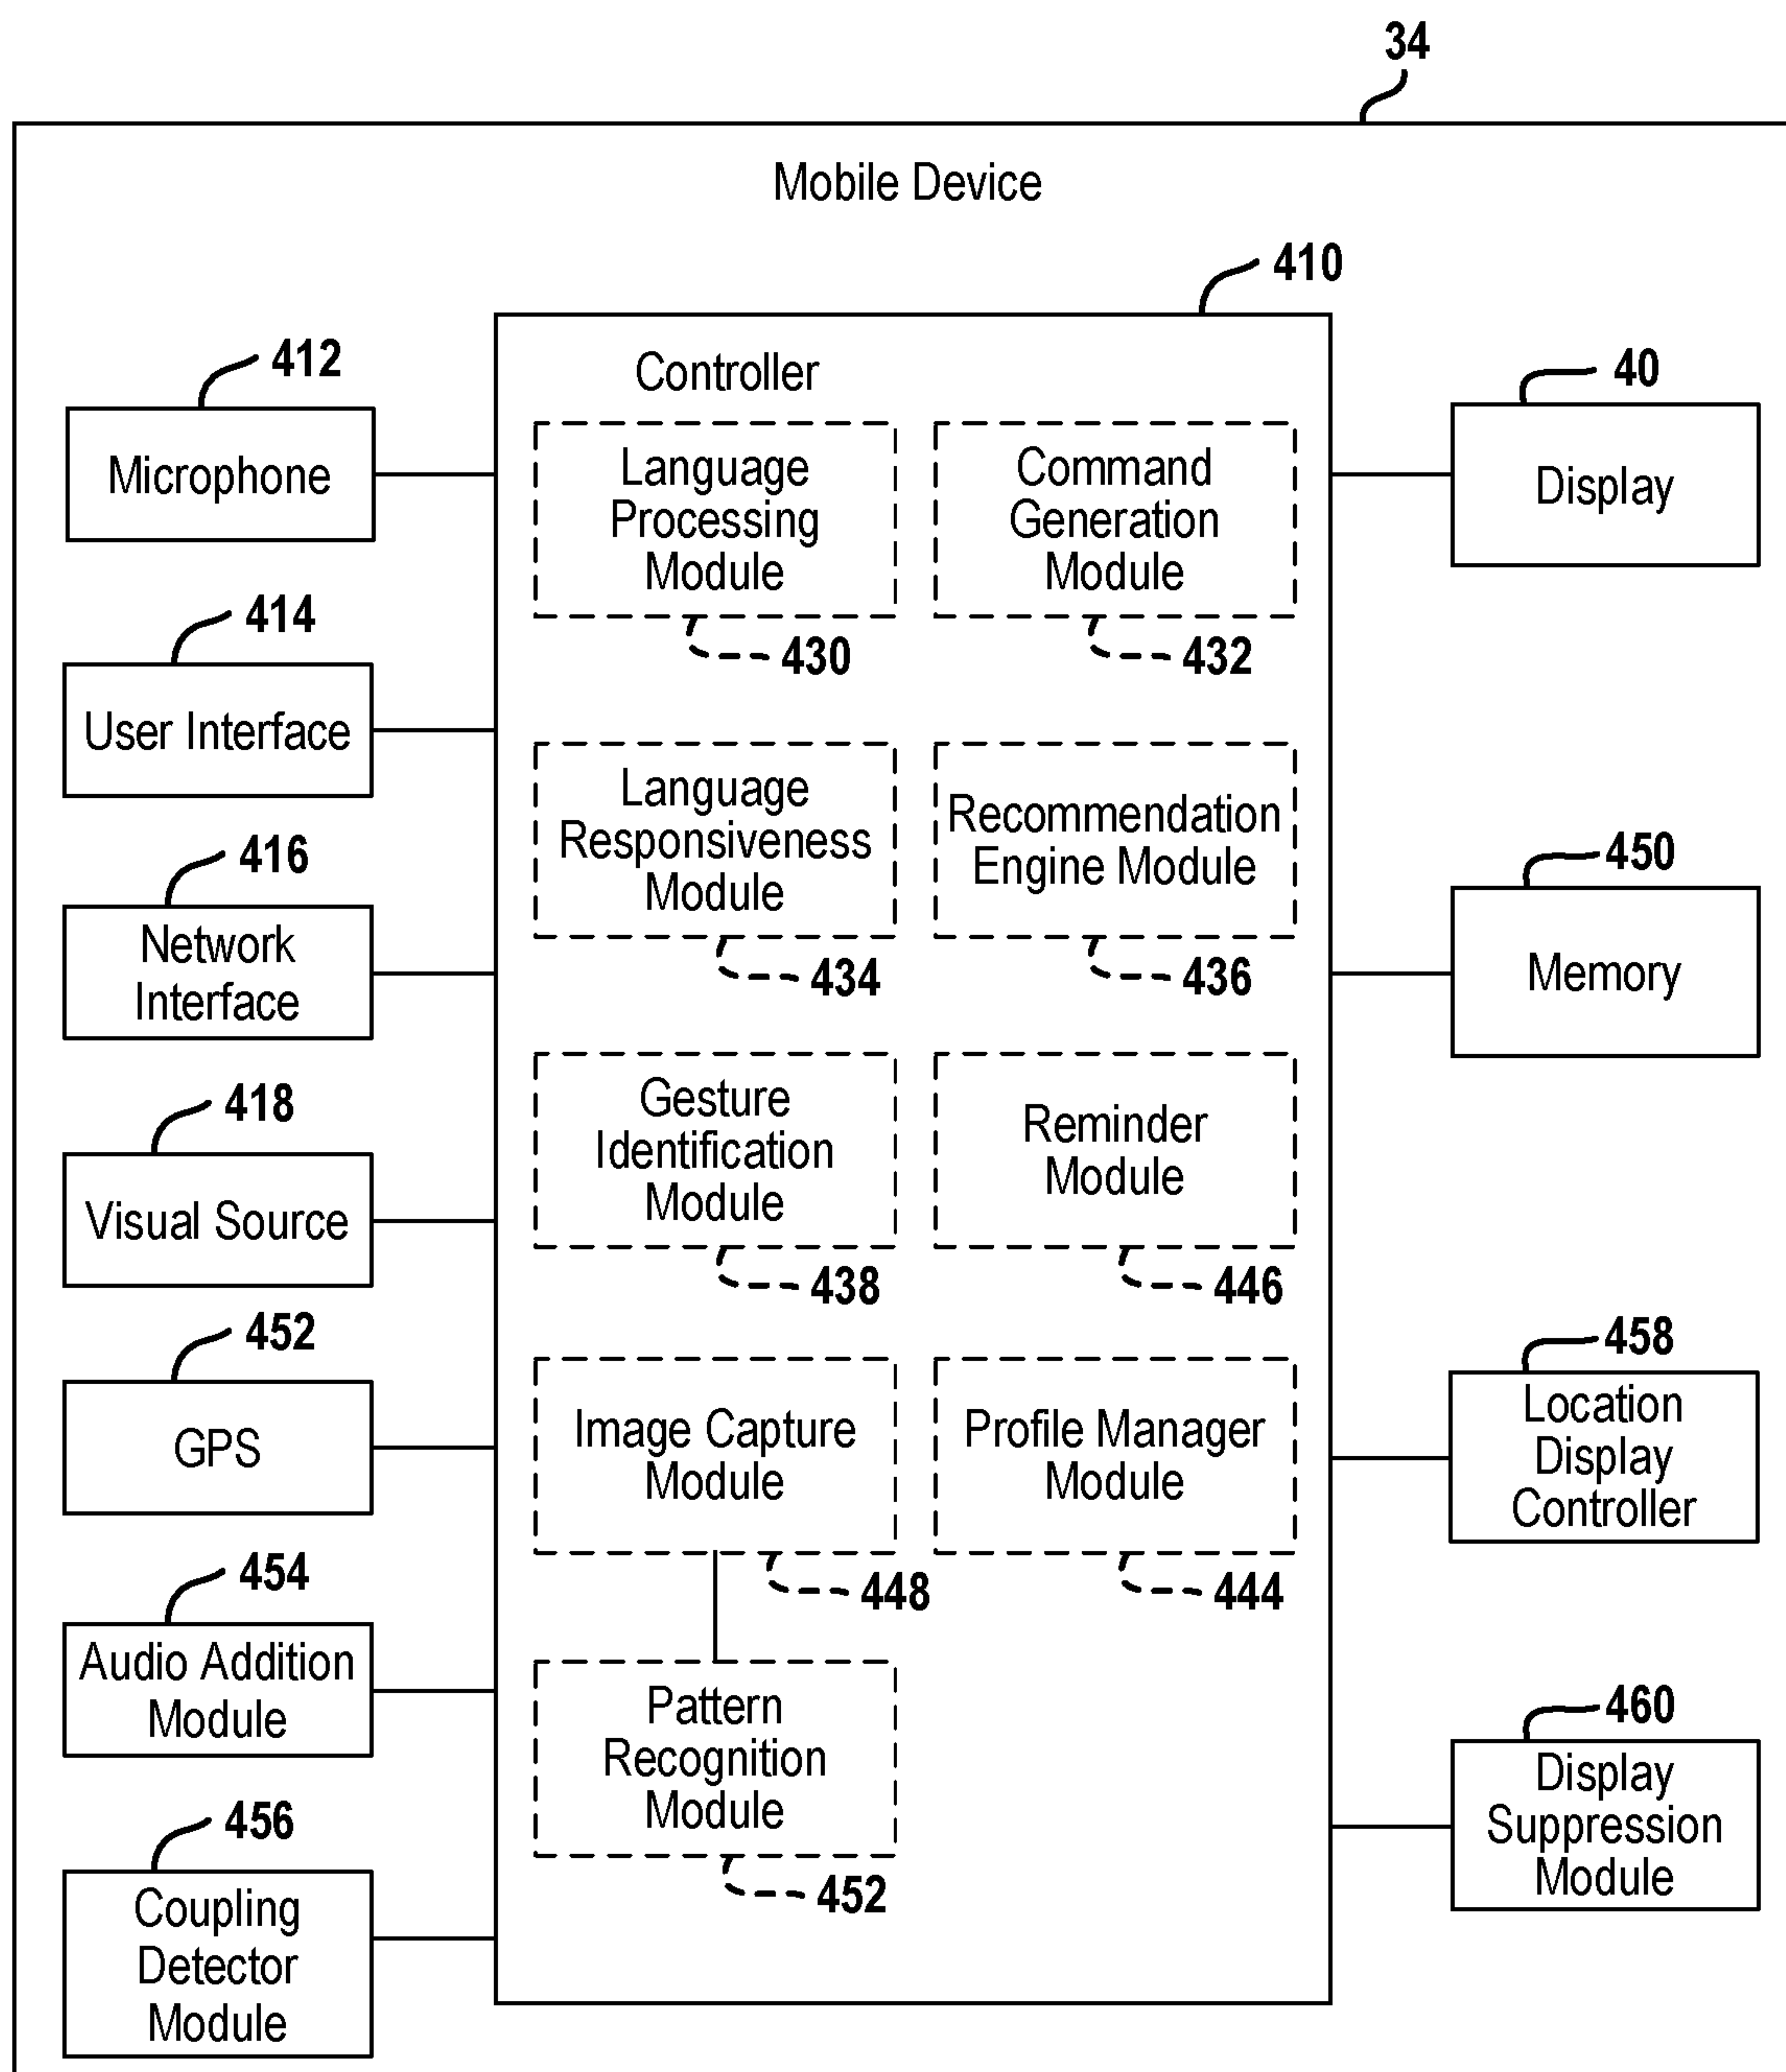 34
Mobile Device
410
Controller
412
Microphone
414
User Interface
416
Network
Interface
418
Visual Source
452
GPS
454
Audio Addition
Module
456
Coupling
Detector
Module
Language
Processing
Module
430
Command
Generation
Module
432
Language
Responsiveness
Module
434
Recommendation
Engine Module
436
Gesture
Identification
Module
438
Reminder
Module
446
Image Capture
Module
448
Profile Manager
Module
444
Pattern
Recognition
Module
452
40
Display
450
Memory
458
Location
Display
Controller
460
Display
Suppression
Module